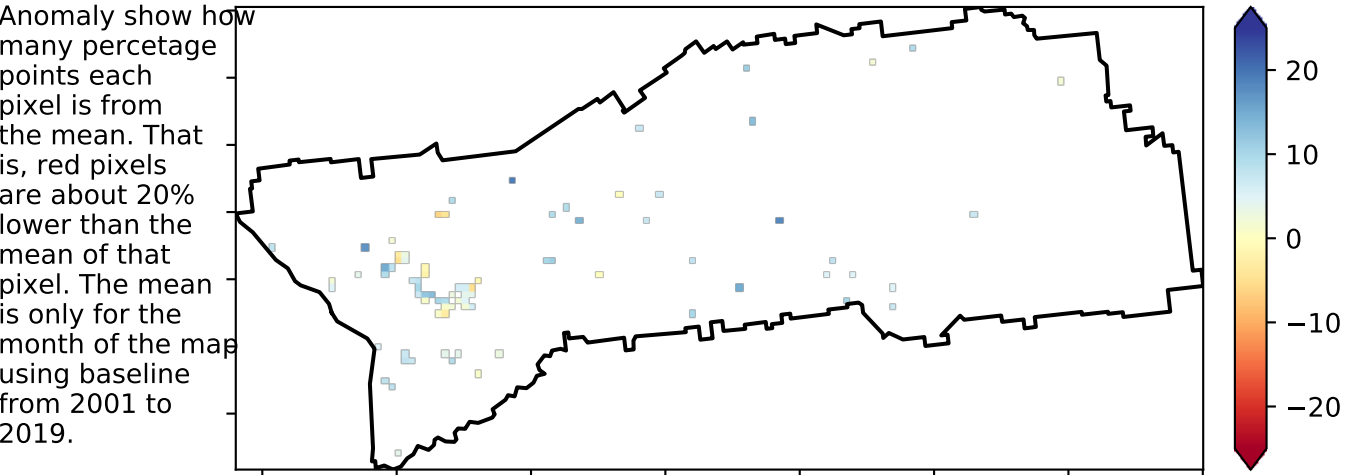 Anomaly show how
many percetage
points each
pixel is from
the mean. That
is, red pixels
are about 20%
lower than the
mean of that
pixel. The mean
is only for the
month of the map
using baseline
from 2001 to
2019.
20
10
0
−10
−20